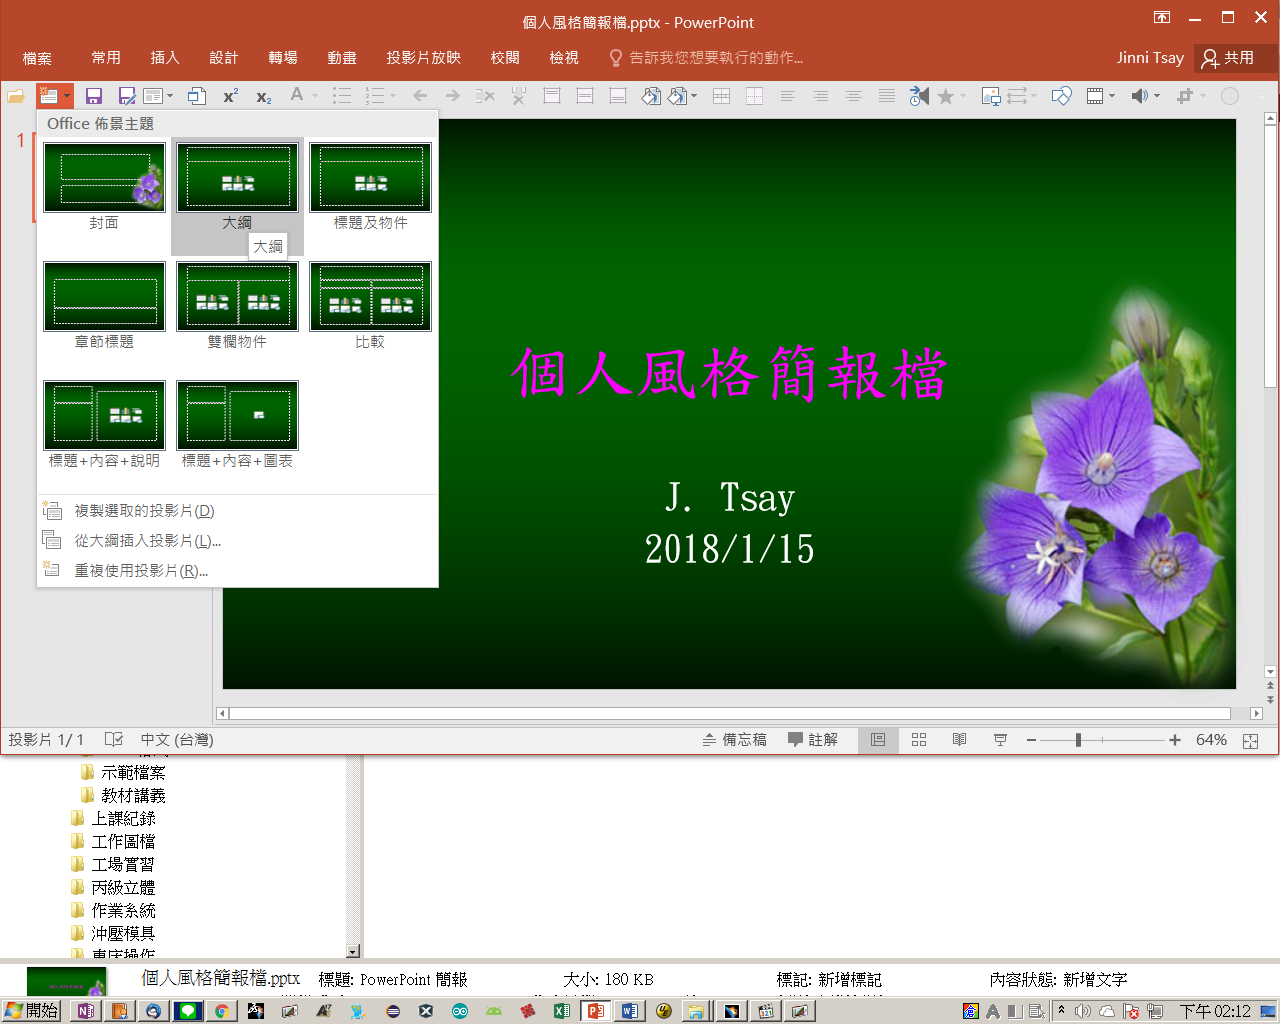 個人風格簡報檔.pptx - PowerPoint
檔案 常用 插入 設計 轉場 動畫 投影片放映 校閱 檢視 告訴我您想要執行的動作... Jinni Tsay 共用
Office 佈景主題
1
封面 大綱 標題及物件
大綱
章節標題 雙欄物件 比較
標題+內容+說明 標題+內容+圖表
複製選取的投影片(D)
從大綱插入投影片(L)...
重複使用投影片(R)...
個人風格簡報檔
J. Tsay
2018/1/15
投影片 1/ 1 中文 (台灣) 備忘稿 註解 64%
示範檔案
教材講義
上課紀錄
工作圖檔
工場實習
丙級立體
作業系統
沖壓模具
車床操作
個人風格簡報檔.pptx 標題: PowerPoint 簡報 大小: 180 KB 標記: 新增標記 內容狀態: 新增文字
開始 下午 02:12